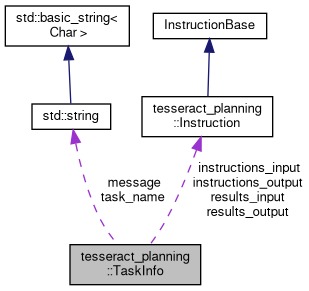 std::basic_string<
Char >
InstructionBase
std::string
tesseract_planning
::Instruction
message
task_name
instructions_input
instructions_output
results_input
results_output
tesseract_planning
::TaskInfo